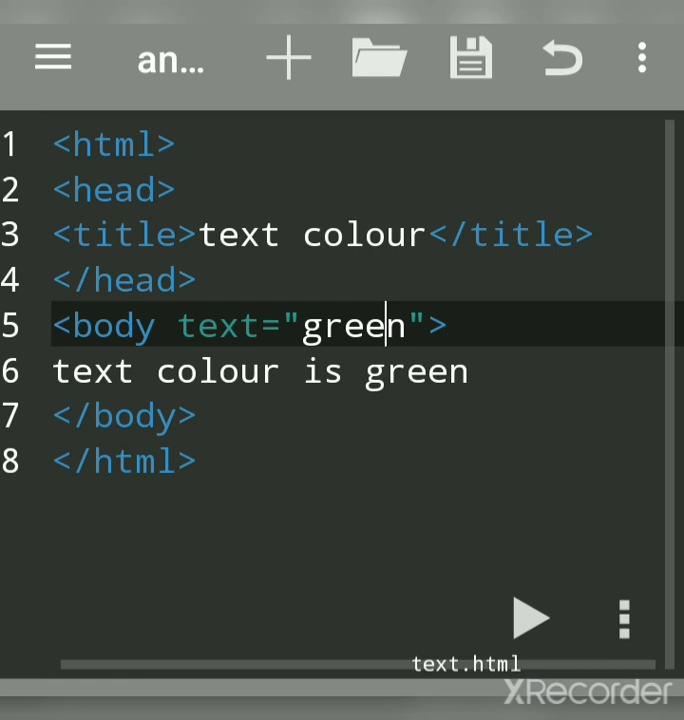 an...
1 <html>
2 <head>
3 <title>text colour</title>
4 </head>
5 <body text="green">
6 text colour is green
7 </body>
8 </html>
text.html
XRecorder